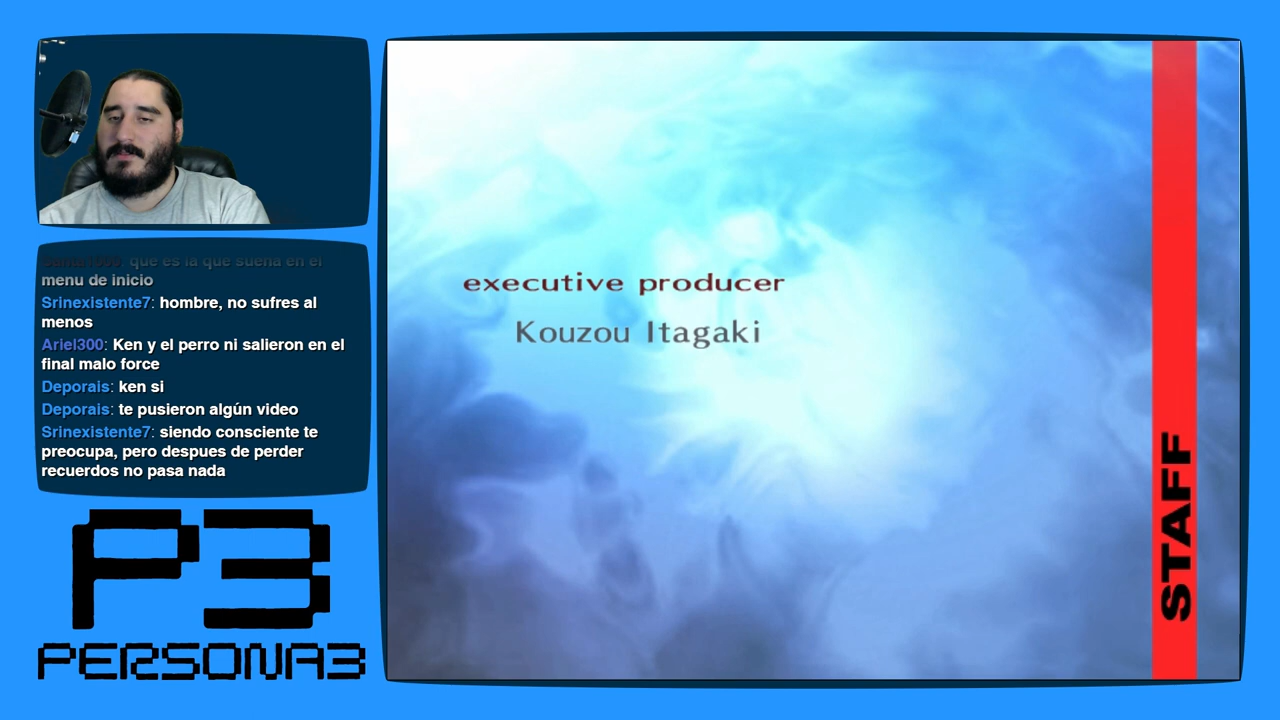 que es la que suena en el
menu de inicio
Srinexistente7: hombre, no sufres al
menos
Ariel300: Ken y el perro ni salieron en el
final malo force
Deporais: ken si
Deporais: te pusieron algún video
Srinexistente7: siendo consciente te
preocupa, pero despues de perder
recuerdos no pasa nada
P3
PERSONA3
executive producer
Kouzou Itagaki
STAFF